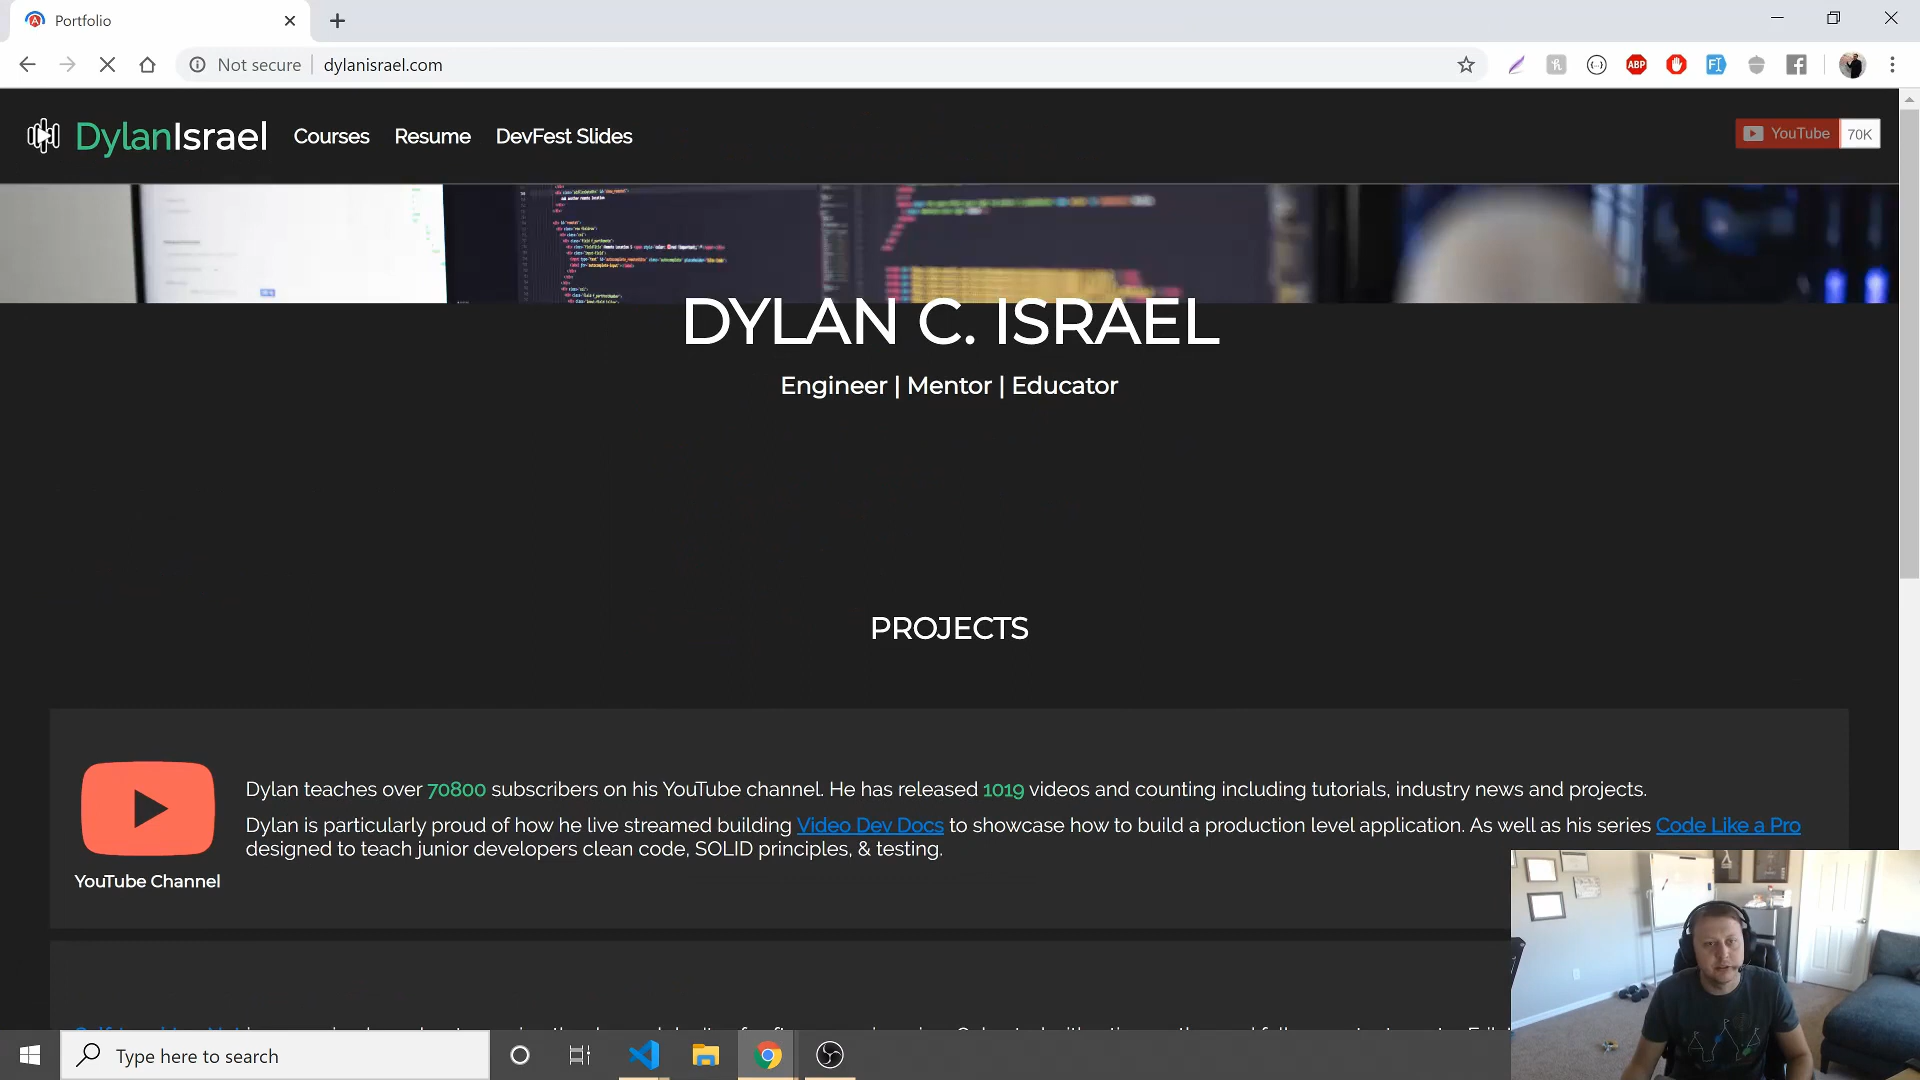 Portfolio
Not secure
dylanisrael.com
ABP
DylanIsrael
Courses
Resume
DevFest Slides
YouTube
70K
DYLAN C. ISRAEL
Engineer | Mentor | Educator
PROJECTS
Dylan teaches over 70800 subscribers on his YouTube channel. He has released 1019 videos and counting including tutorials, industry news and projects.
Dylan is particularly proud of how he live streamed building Video Dev Docs to showcase how to build a production level application. As well as his series Code Like a Pro
designed to teach junior developers clean code, SOLID principles, & testing.
YouTube Channel
Type here to search